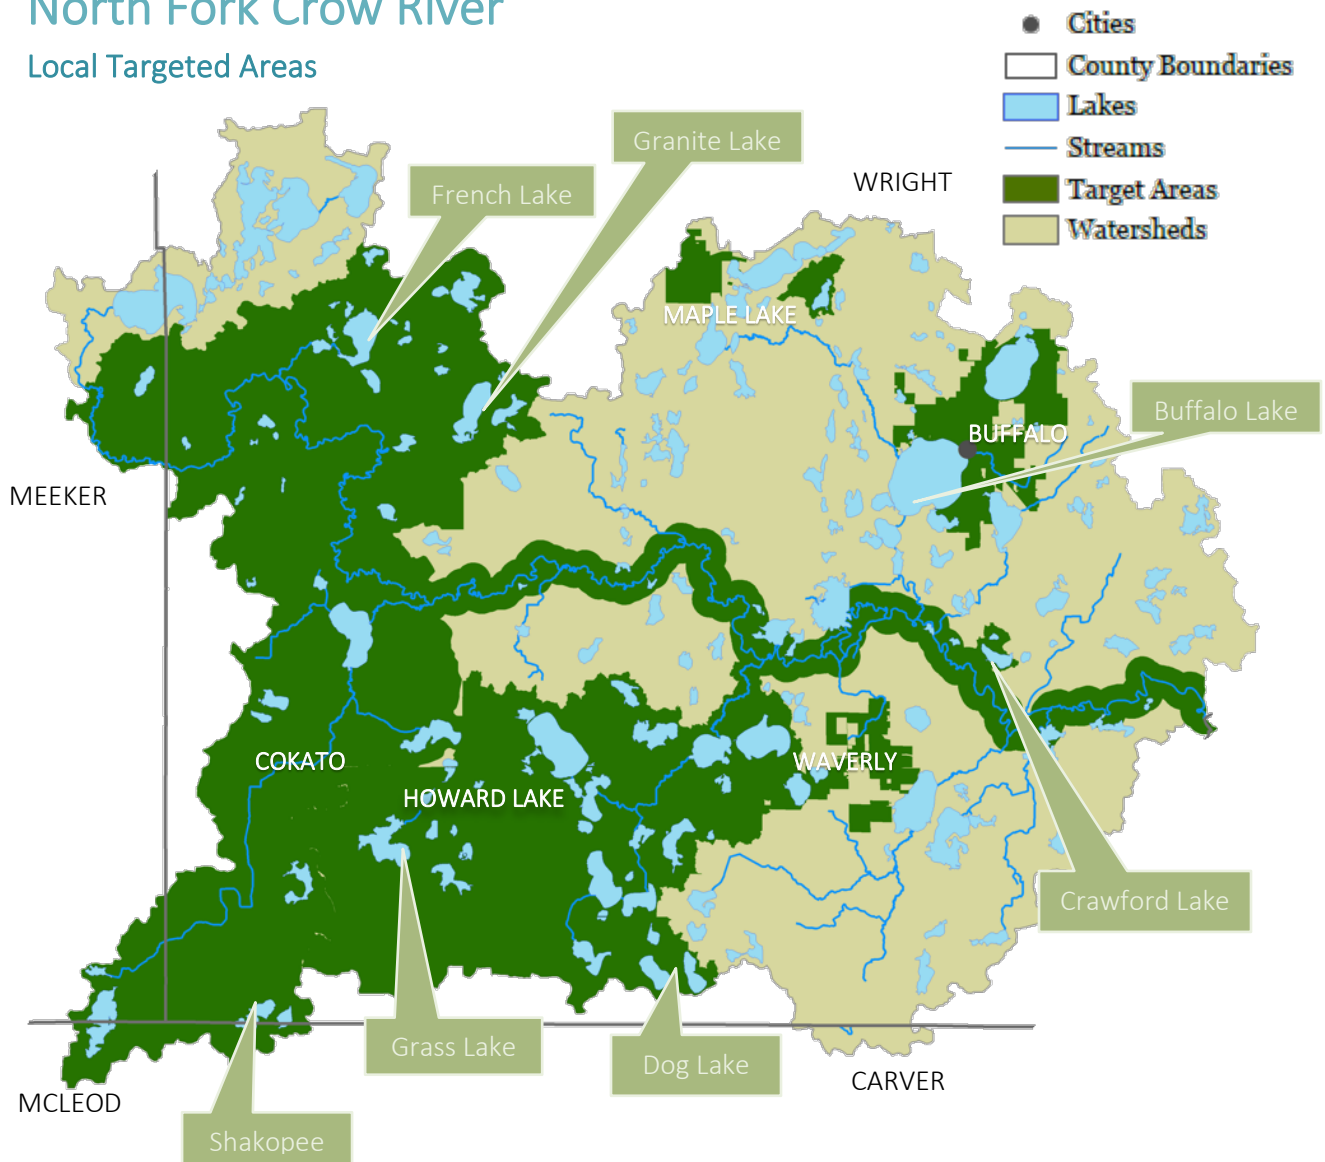 North Fork Crow River
Local Targeted Areas
Cities
County Boundaries
Lakes
Streams
Target Areas
Watersheds
Granite Lake
French Lake
WRIGHT
MAPLE LAKE
Buffalo Lake
BUFFALO
MEEKER
COKATO
WAVERLY
HOWARD LAKE
Crawford Lake
Grass Lake
Dog Lake
CARVER
MCLEOD
Shakopee